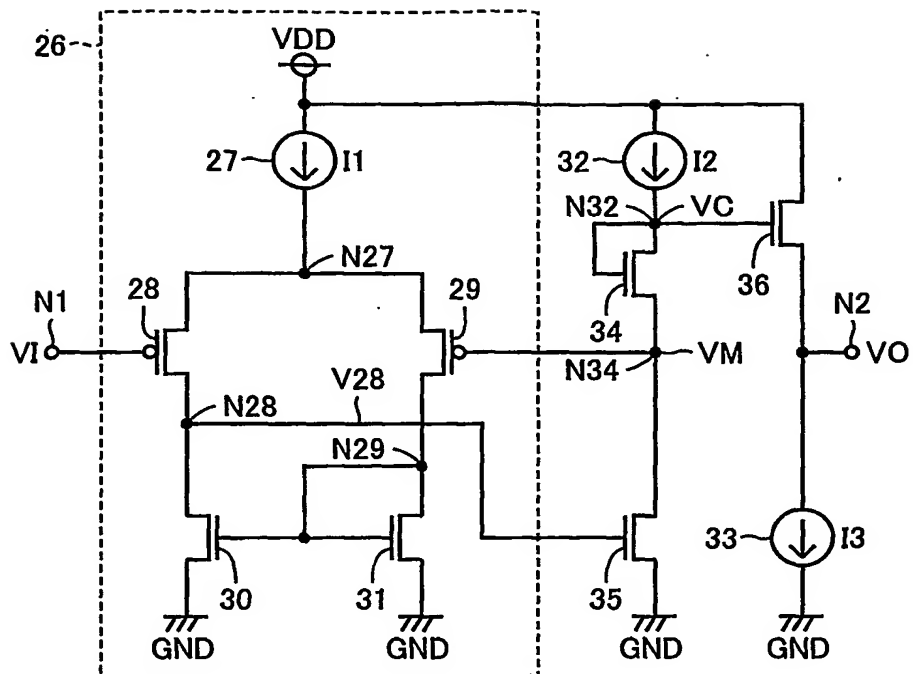 26
VDD
27
I1
32
I2
N32
VC
36
N27
34
28
29
N1
VI
N2
VO
N34
VM
V28
N28
N29
30
31
35
33
I3
GND
GND
GND
GND